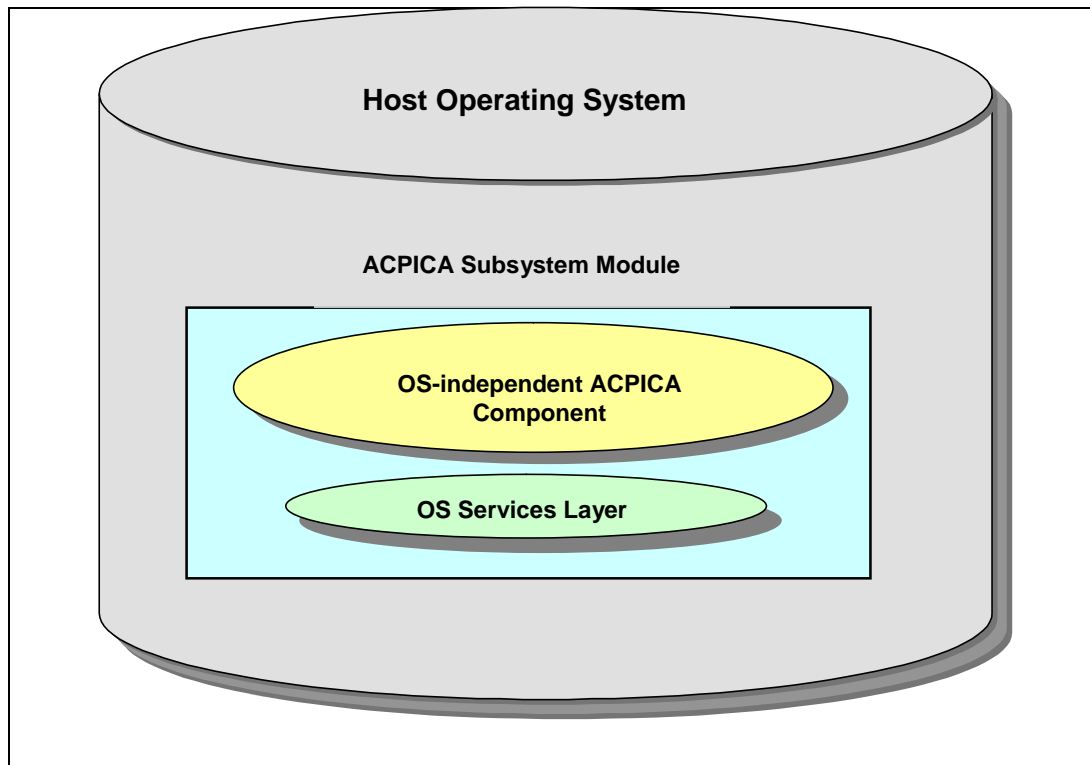 Host Operating System
ACPICA Subsystem Module
OS-independent ACPICA
Component
OS Services Layer